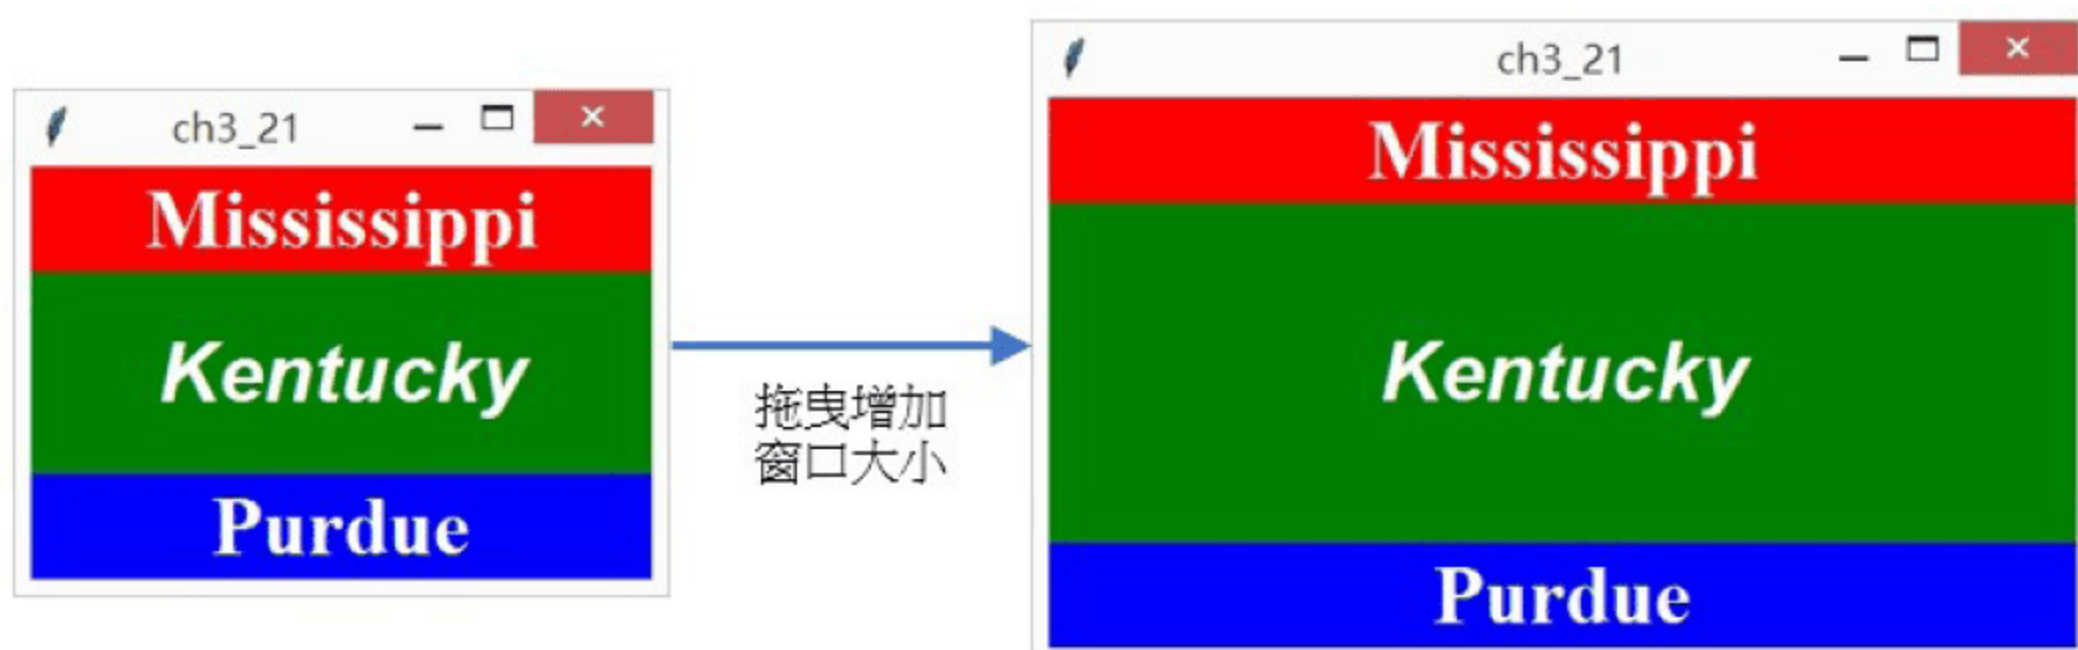 ch3_21
Mississippi
Kentucky
Purdue
拖曳增加
窗口大小
ch3_21
Mississippi
Kentucky
Purdue